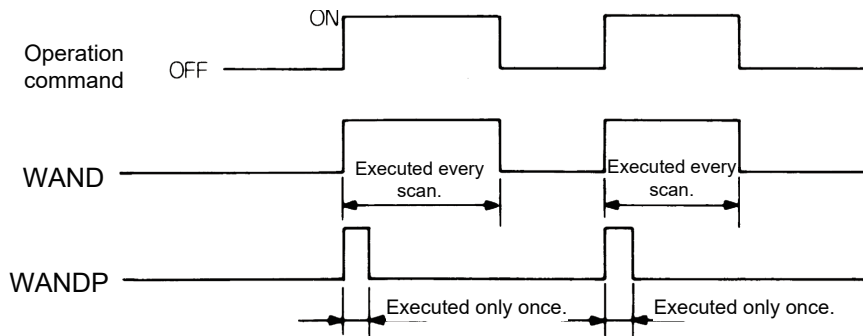 ON
Operation
command
OFF
WAND
Executed every
scan.
Executed every
scan.
WANDP
Executed only once.
Executed only once.